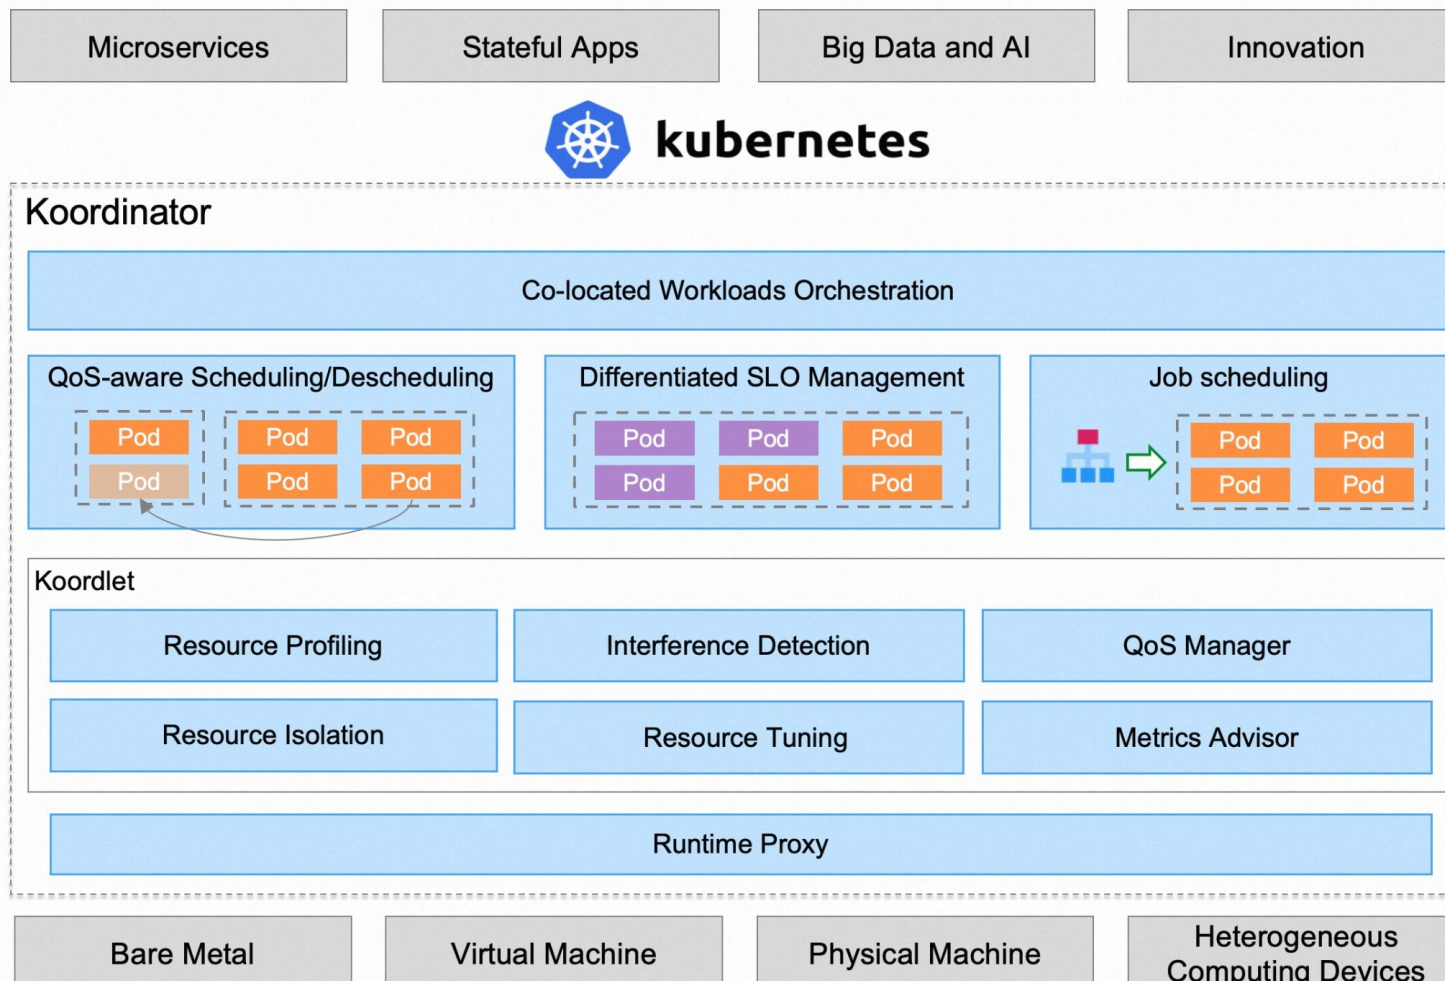 Microservices
Stateful Apps
Big Data and AI
Innovation
kubernetes
Koordinator
Co-located Workloads Orchestration
QoS-aware Scheduling/Descheduling
Pod
Pod Pod
Pod
Pod Pod
Differentiated SLO Management
Pod Pod Pod
Pod Pod Pod
Job scheduling
Pod Pod
Pod Pod
Koordlet
Resource Profiling
Interference Detection
QoS Manager
Resource Isolation
Resource Tuning
Metrics Advisor
Runtime Proxy
Bare Metal
Virtual Machine
Physical Machine
Heterogeneous
Computing Devices